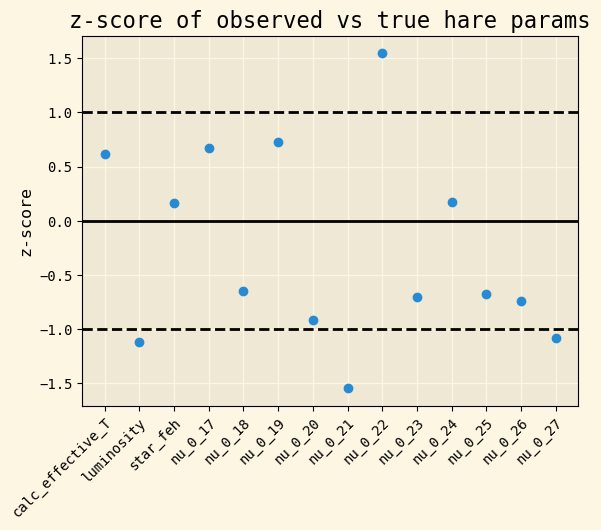 z-score of observed vs true hare params
z-score
1.5
1.0
0.5
0.0
−0.5
−1.0
−1.5
calc_effective_T
luminosity
star_feh
nu_0_17
nu_0_18
nu_0_19
nu_0_20
nu_0_21
nu_0_22
nu_0_23
nu_0_24
nu_0_25
nu_0_26
nu_0_27